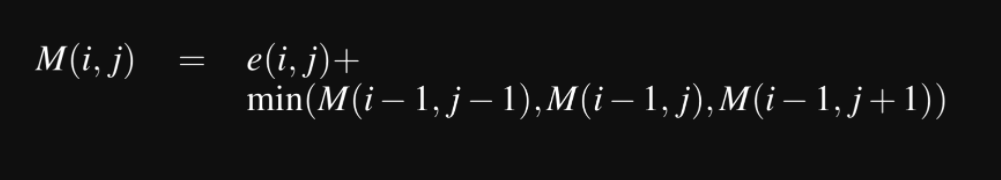 M(i, j) = e(i, j)+
min(M(i − 1, j − 1), M(i − 1, j), M(i − 1, j + 1))